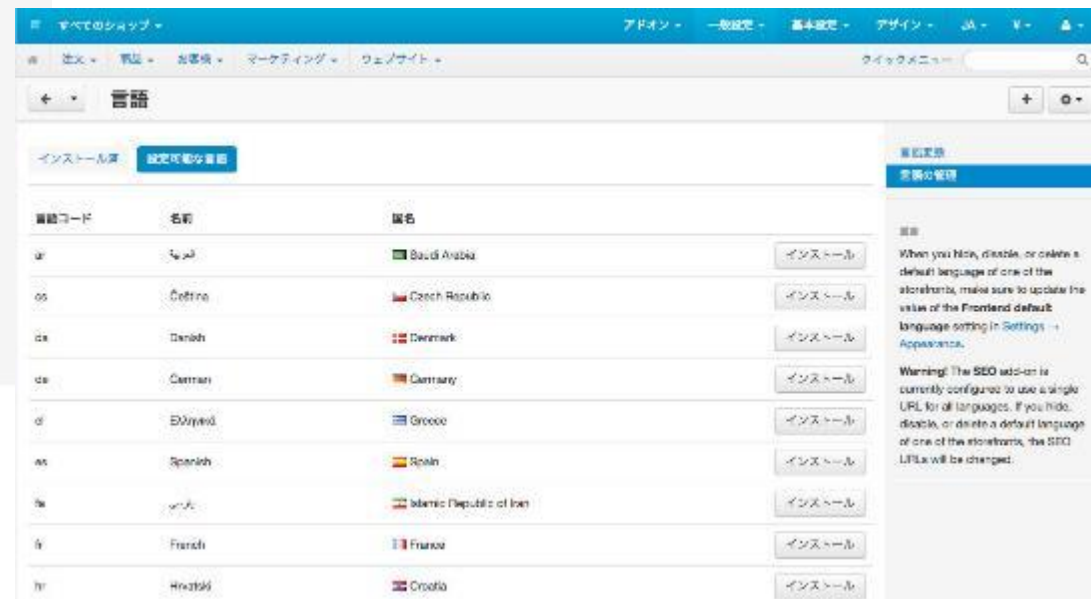 すべてのショップ
アドオン 一般設定 基本設定 デザイン JA ¥
注文 商品 お客様 マーケティング ウェブサイト クイックメニュー
言語
インストール済 設定可能な言語
言語変数
言語の管理
言語コード 名前 国名
言語
ar العربية Saudi Arabia インストール
cs Čeština Czech Republic インストール
da Danish Denmark インストール
de German Germany インストール
el Ελληνικά Greece インストール
es Spanish Spain インストール
fa فارسی Islamic Republic of Iran インストール
fr French France インストール
hr Hrvatski Croatia インストール
When you hide, disable, or delete a
default language of one of the
storefronts, make sure to update the
value of the Frontend default
language setting in Settings →
Appearance.
Warning! The SEO add-on is
currently configured to use a single
URL for all languages. If you hide,
disable, or delete a default language
of one of the storefronts, the SEO
URLs will be changed.